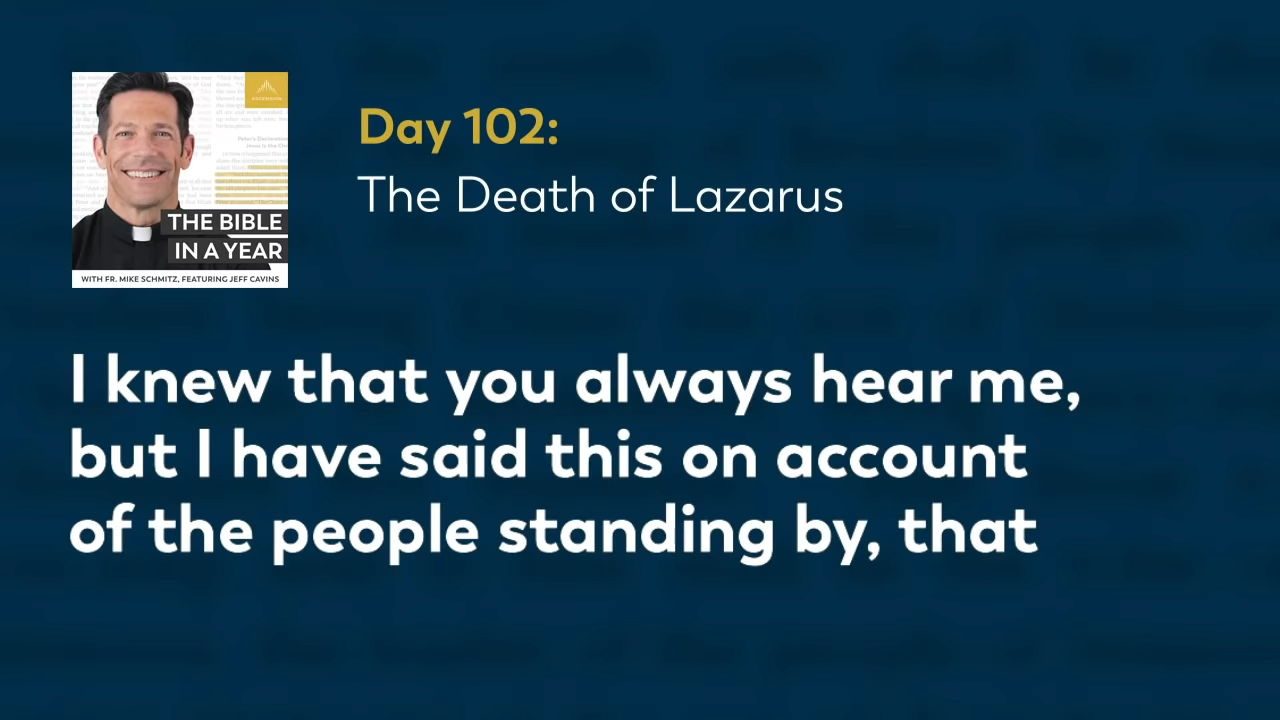 Day 102:
The Death of Lazarus
THE BIBLE
IN A YEAR
WITH FR. MIKE SCHMITZ, FEATURING JEFF CAVINS
I knew that you always hear me,
but I have said this on account
of the people standing by, that